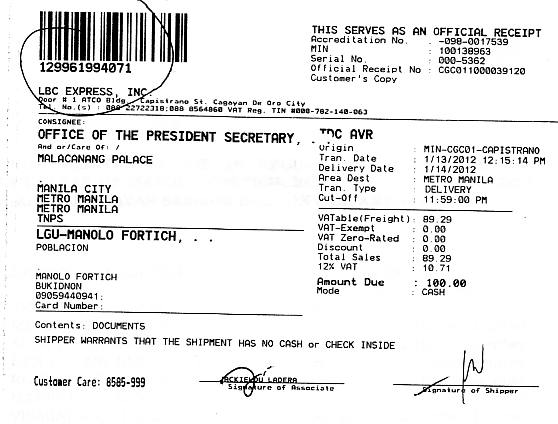 129961994071
LBC EXPRESS, INC.
Door # 1 ATCO Bldg., Capistrano St. Cagayan De Oro City
Tel. No.(s) : 088 22722318;088 8564860 VAT Reg. TIN #000-782-140-063
THIS SERVES AS AN OFFICIAL RECEIPT
Accreditation No. : -098-0017539
MIN : 100138963
Serial No. : 000-5362
Official Receipt No : CGC011000039120
Customer's Copy
CONSIGNEE:
OFFICE OF THE PRESIDENT SECRETARY, .
And or/Care Of: /
MALACANANG PALACE
MANILA CITY
METRO MANILA
METRO MANILA
TNPS
LGU-MANOLO FORTICH, . .
POBLACION
MANOLO FORTICH
BUKIDNON
09059440941;
Card Number:
AVR
Origin : MIN-CGC01-CAPISTRANO
Tran. Date : 1/13/2012 12:15:14 PM
Delivery Date : 1/14/2012
Area Dest : METRO MANILA
Tran. Type : DELIVERY
Cut-Off : 11:59:00 PM
VATable(Freight): 89.29
VAT-Exempt : 0.00
VAT Zero-Rated : 0.00
Discount : 0.00
Total Sales : 89.29
12% VAT : 10.71
Amount Due : 100.00
Mode : CASH
Contents: DOCUMENTS
SHIPPER WARRANTS THAT THE SHIPMENT HAS NO CASH or CHECK INSIDE
Customer Care: 8585-999
LADERA
Signature of Associate
Signature of Shipper